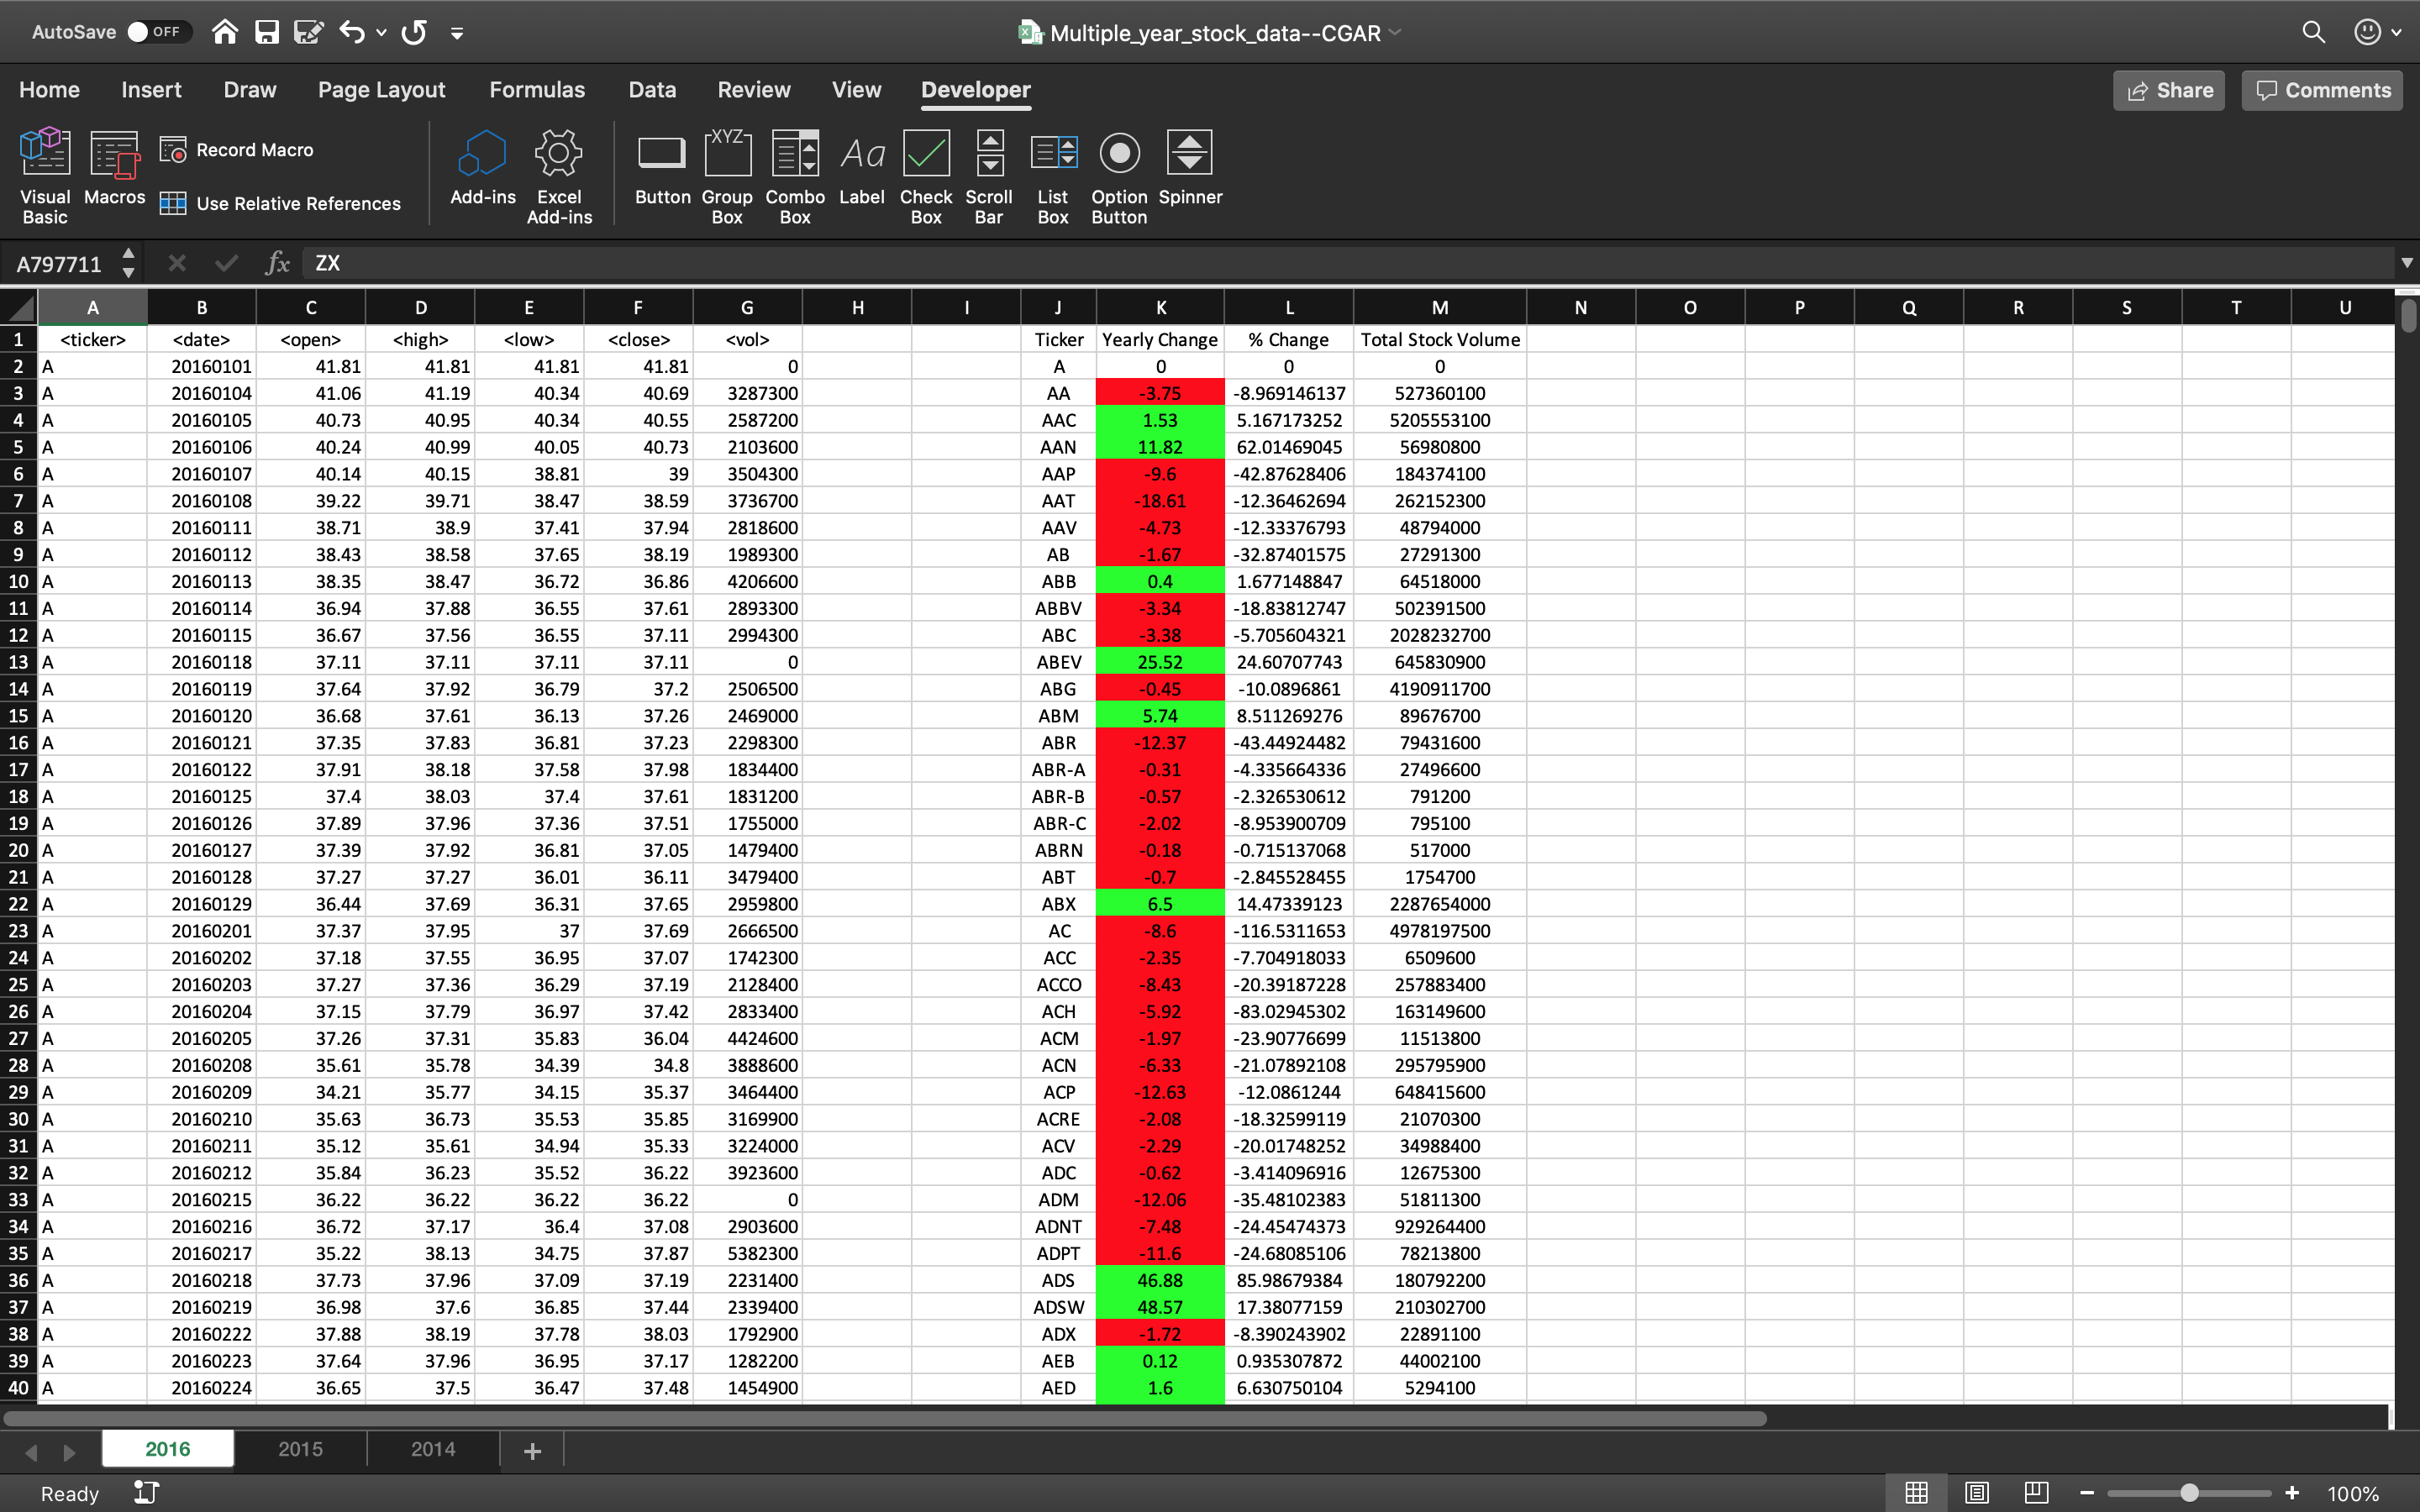 AutoSave OFF Multiple_year_stock_data--CGAR
Home Insert Draw Page Layout Formulas Data Review View Developer Share Comments
Visual Basic Macros Record Macro Use Relative References Add-ins Excel Add-ins Button Group Box Combo Box Label Check Box Scroll Bar List Box Option Button Spinner
A797711 fx ZX
A B C D E F G H I J K L M N O P Q R S T U
1 <ticker> <date> <open> <high> <low> <close> <vol> Ticker Yearly Change % Change Total Stock Volume
2 A 20160101 41.81 41.81 41.81 41.81 0 A 0 0 0
3 A 20160104 41.06 41.19 40.34 40.69 3287300 AA -3.75 -8.969146137 527360100
4 A 20160105 40.73 40.95 40.34 40.55 2587200 AAC 1.53 5.167173252 5205553100
5 A 20160106 40.24 40.99 40.05 40.73 2103600 AAN 11.82 62.01469045 56980800
6 A 20160107 40.14 40.15 38.81 39 3504300 AAP -9.6 -42.87628406 184374100
7 A 20160108 39.22 39.71 38.47 38.59 3736700 AAT -18.61 -12.36462694 262152300
8 A 20160111 38.71 38.9 37.41 37.94 2818600 AAV -4.73 -12.33376793 48794000
9 A 20160112 38.43 38.58 37.65 38.19 1989300 AB -1.67 -32.87401575 27291300
10 A 20160113 38.35 38.47 36.72 36.86 4206600 ABB 0.4 1.677148847 64518000
11 A 20160114 36.94 37.88 36.55 37.61 2893300 ABBV -3.34 -18.83812747 502391500
12 A 20160115 36.67 37.56 36.55 37.11 2994300 ABC -3.38 -5.705604321 2028232700
13 A 20160118 37.11 37.11 37.11 37.11 0 ABEV 25.52 24.60707743 645830900
14 A 20160119 37.64 37.92 36.79 37.2 2506500 ABG -0.45 -10.0896861 4190911700
15 A 20160120 36.68 37.61 36.13 37.26 2469000 ABM 5.74 8.511269276 89676700
16 A 20160121 37.35 37.83 36.81 37.23 2298300 ABR -12.37 -43.44924482 79431600
17 A 20160122 37.91 38.18 37.58 37.98 1834400 ABR-A -0.31 -4.335664336 27496600
18 A 20160125 37.4 38.03 37.4 37.61 1831200 ABR-B -0.57 -2.326530612 791200
19 A 20160126 37.89 37.96 37.36 37.51 1755000 ABR-C -2.02 -8.953900709 795100
20 A 20160127 37.39 37.92 36.81 37.05 1479400 ABRN -0.18 -0.715137068 517000
21 A 20160128 37.27 37.27 36.01 36.11 3479400 ABT -0.7 -2.845528455 1754700
22 A 20160129 36.44 37.69 36.31 37.65 2959800 ABX 6.5 14.47339123 2287654000
23 A 20160201 37.37 37.95 37 37.69 2666500 AC -8.6 -116.5311653 4978197500
24 A 20160202 37.18 37.55 36.95 37.07 1742300 ACC -2.35 -7.704918033 6509600
25 A 20160203 37.27 37.36 36.29 37.19 2128400 ACCO -8.43 -20.39187228 257883400
26 A 20160204 37.15 37.79 36.97 37.42 2833400 ACH -5.92 -83.02945302 163149600
27 A 20160205 37.26 37.31 35.83 36.04 4424600 ACM -1.97 -23.90776699 11513800
28 A 20160208 35.61 35.78 34.39 34.8 3888600 ACN -6.33 -21.07892108 295795900
29 A 20160209 34.21 35.77 34.15 35.37 3464400 ACP -12.63 -12.0861244 648415600
30 A 20160210 35.63 36.73 35.53 35.85 3169900 ACRE -2.08 -18.32599119 21070300
31 A 20160211 35.12 35.61 34.94 35.33 3224000 ACV -2.29 -20.01748252 34988400
32 A 20160212 35.84 36.23 35.52 36.22 3923600 ADC -0.62 -3.414096916 12675300
33 A 20160215 36.22 36.22 36.22 36.22 0 ADM -12.06 -35.48102383 51811300
34 A 20160216 36.72 37.17 36.4 37.08 2903600 ADNT -7.48 -24.45474373 929264400
35 A 20160217 35.22 38.13 34.75 37.87 5382300 ADPT -11.6 -24.68085106 78213800
36 A 20160218 37.73 37.96 37.09 37.19 2231400 ADS 46.88 85.98679384 180792200
37 A 20160219 36.98 37.6 36.85 37.44 2339400 ADSW 48.57 17.38077159 210302700
38 A 20160222 37.88 38.19 37.78 38.03 1792900 ADX -1.72 -8.390243902 22891100
39 A 20160223 37.64 37.96 36.95 37.17 1282200 AEB 0.12 0.935307872 44002100
40 A 20160224 36.65 37.5 36.47 37.48 1454900 AED 1.6 6.630750104 5294100
2016 2015 2014 +
Ready 100%